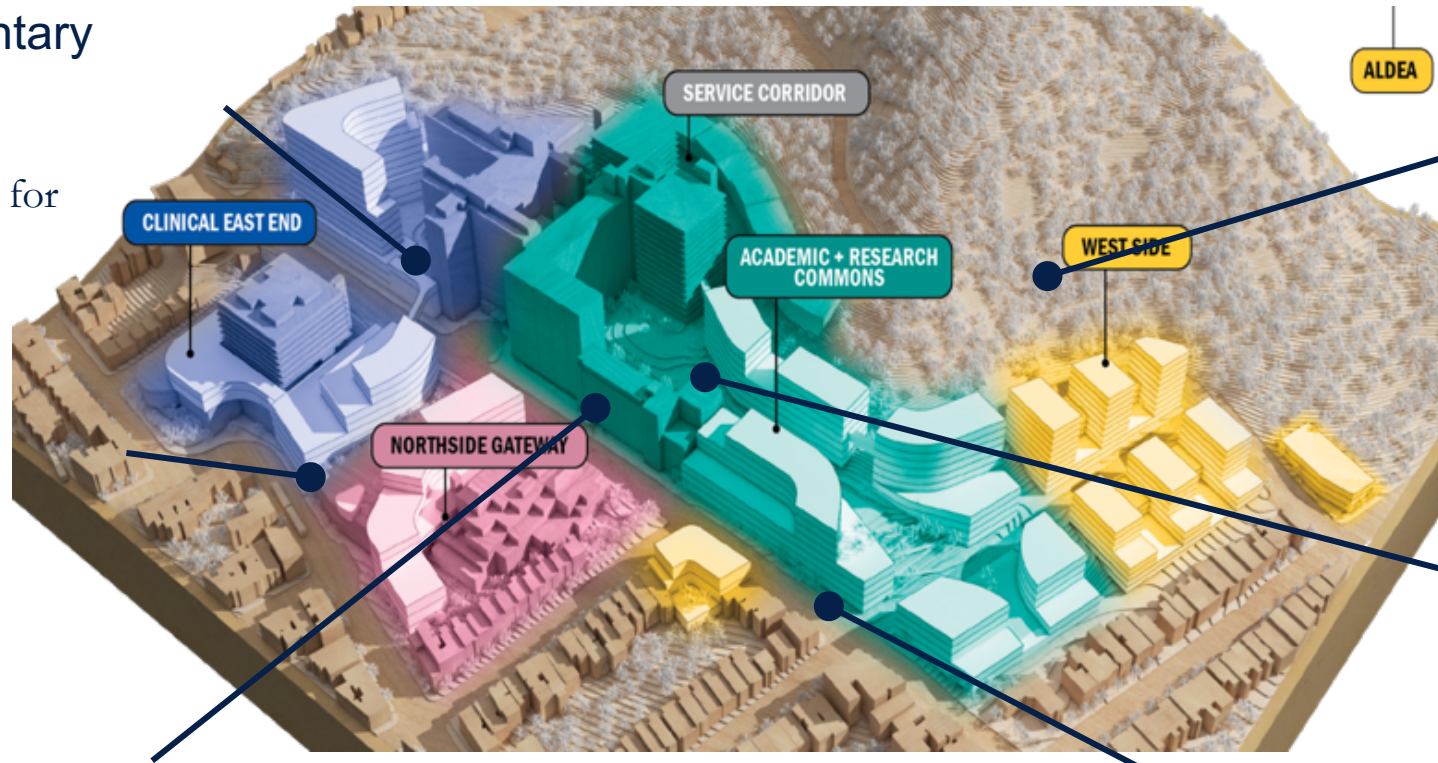 ntary
for
ALDEA
SERVICE CORRIDOR
CLINICAL EAST END
ACADEMIC + RESEARCH
COMMONS
WEST SIDE
NORTHSIDE GATEWAY